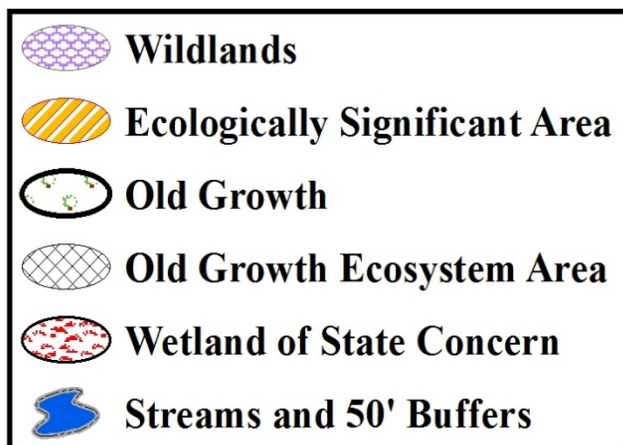 Wildlands
Ecologically Significant Area
Old Growth
Old Growth Ecosystem Area
Wetland of State Concern
Streams and 50' Buffers